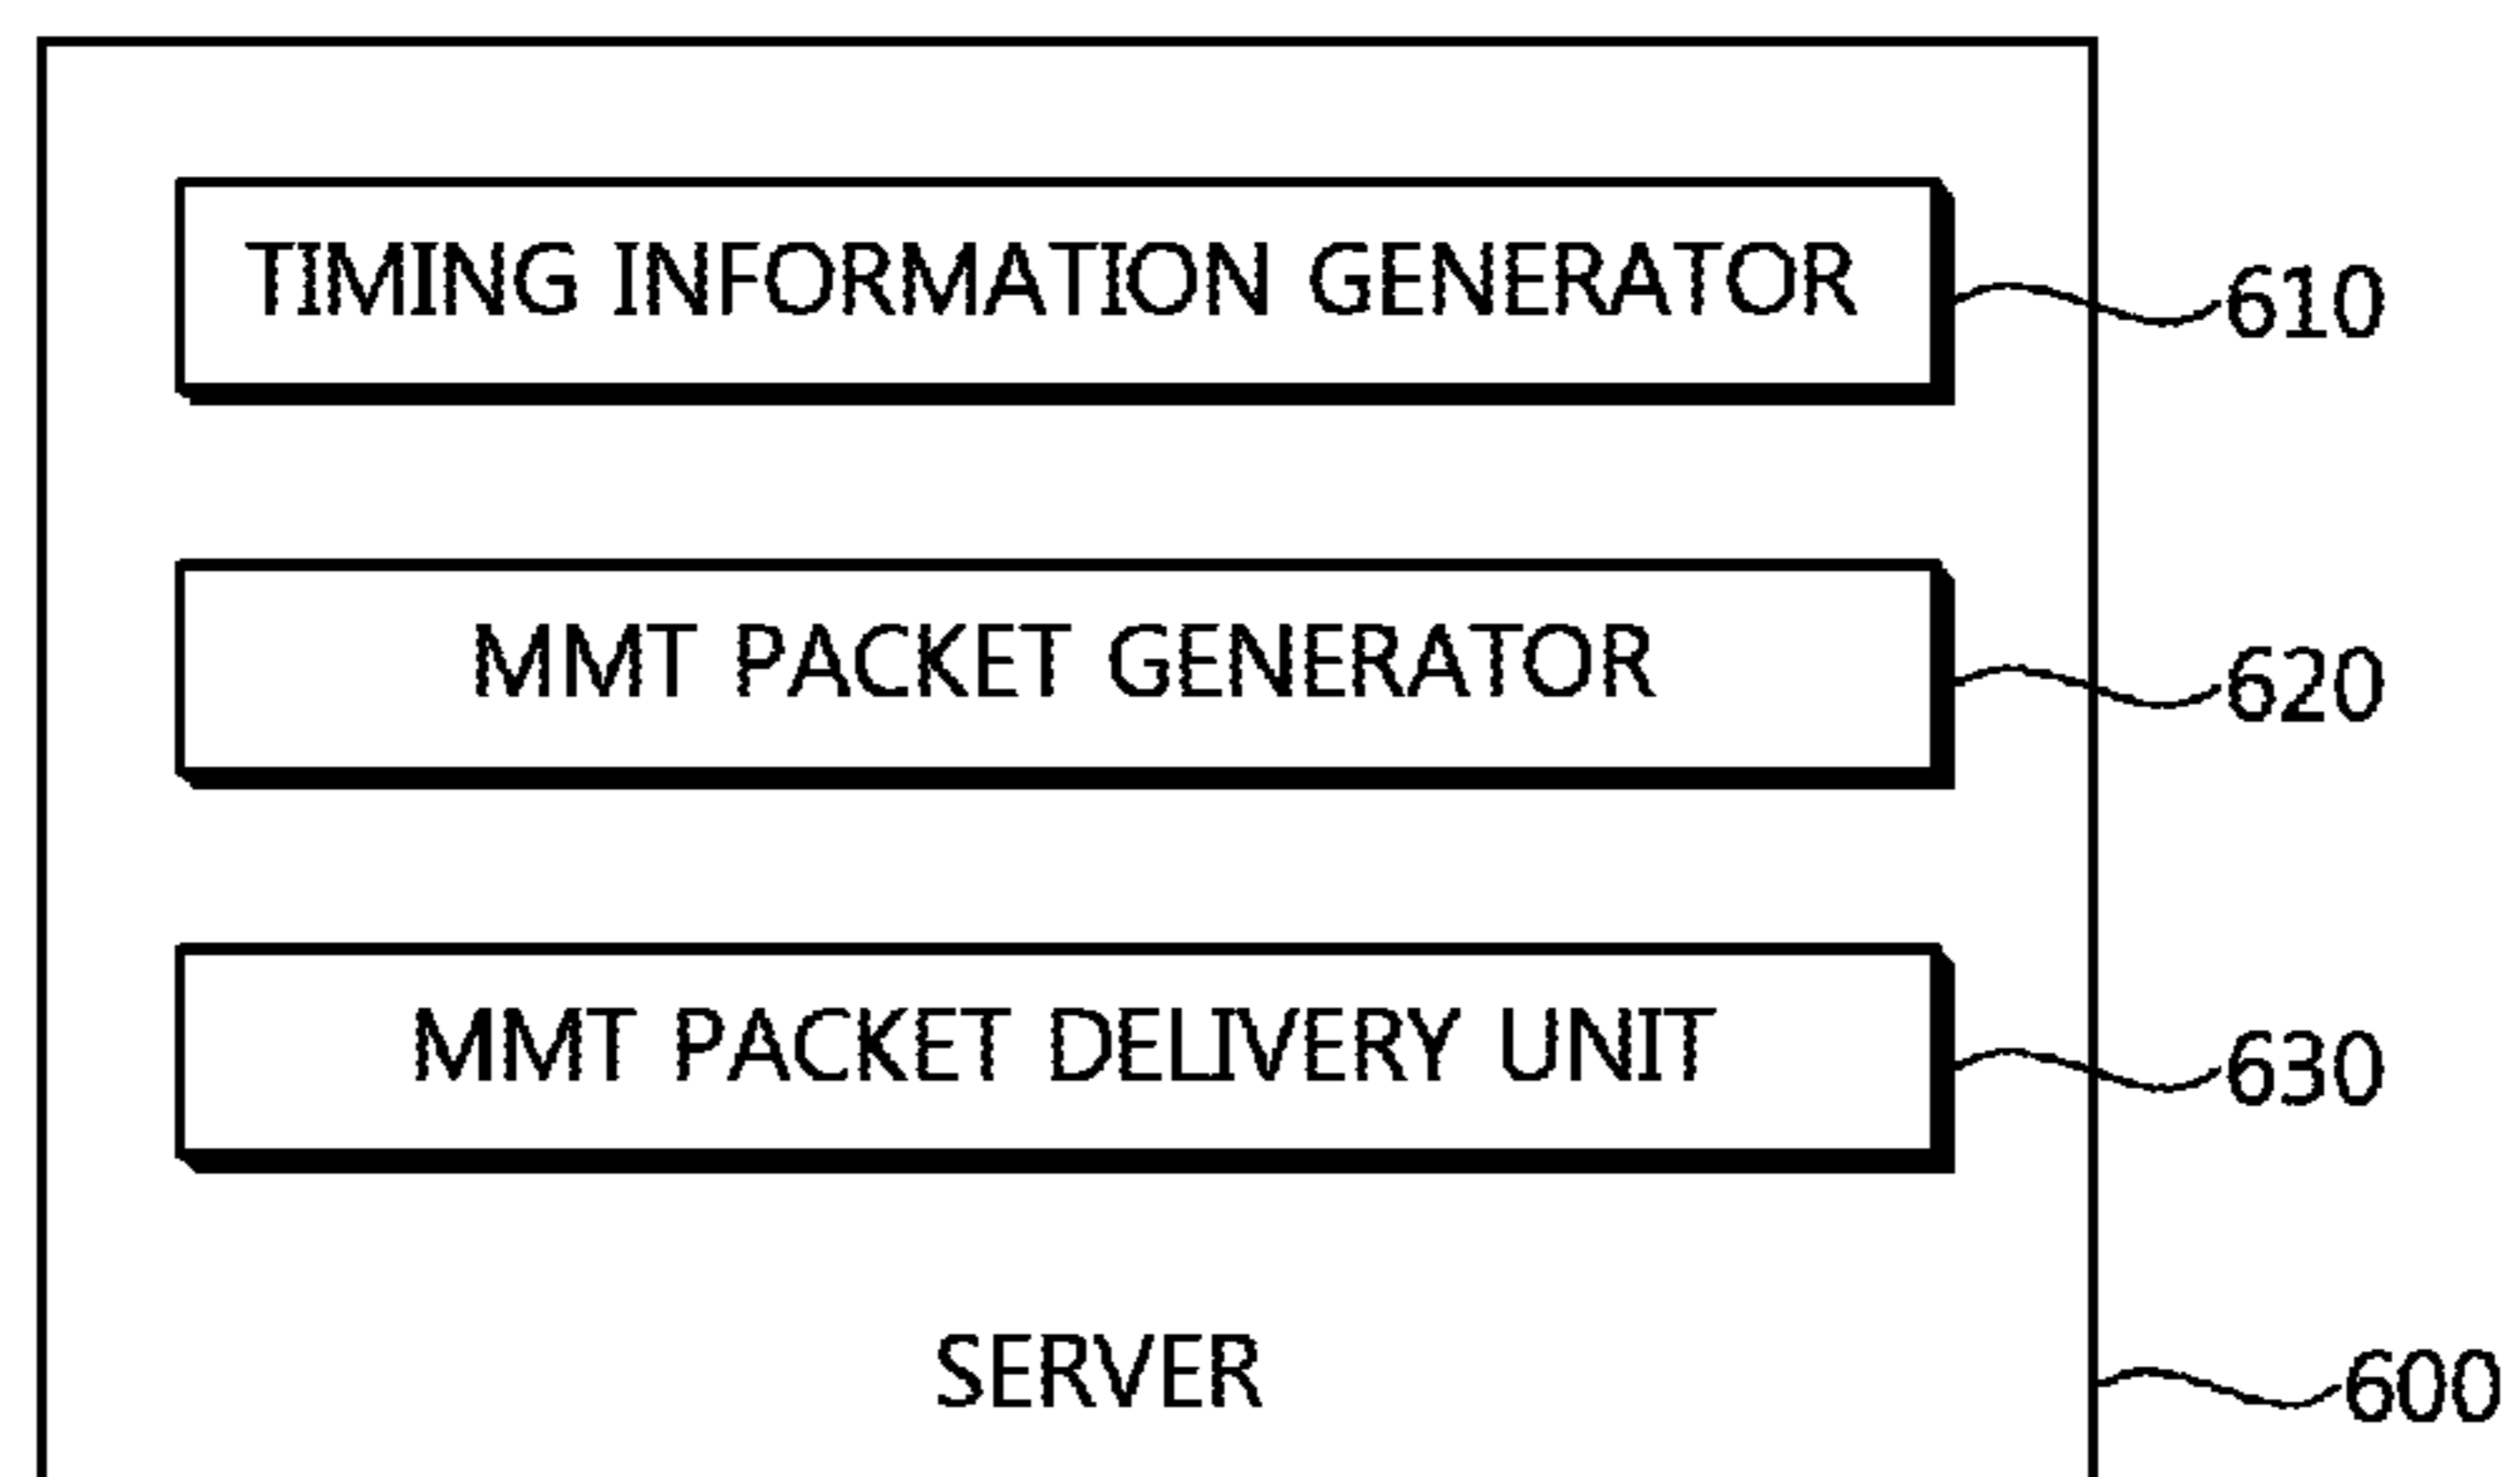 TIMING INFORMATION GENERATOR
610
MMT PACKET GENERATOR
620
MMT PACKET DELIVERY UNIT
630
SERVER
600